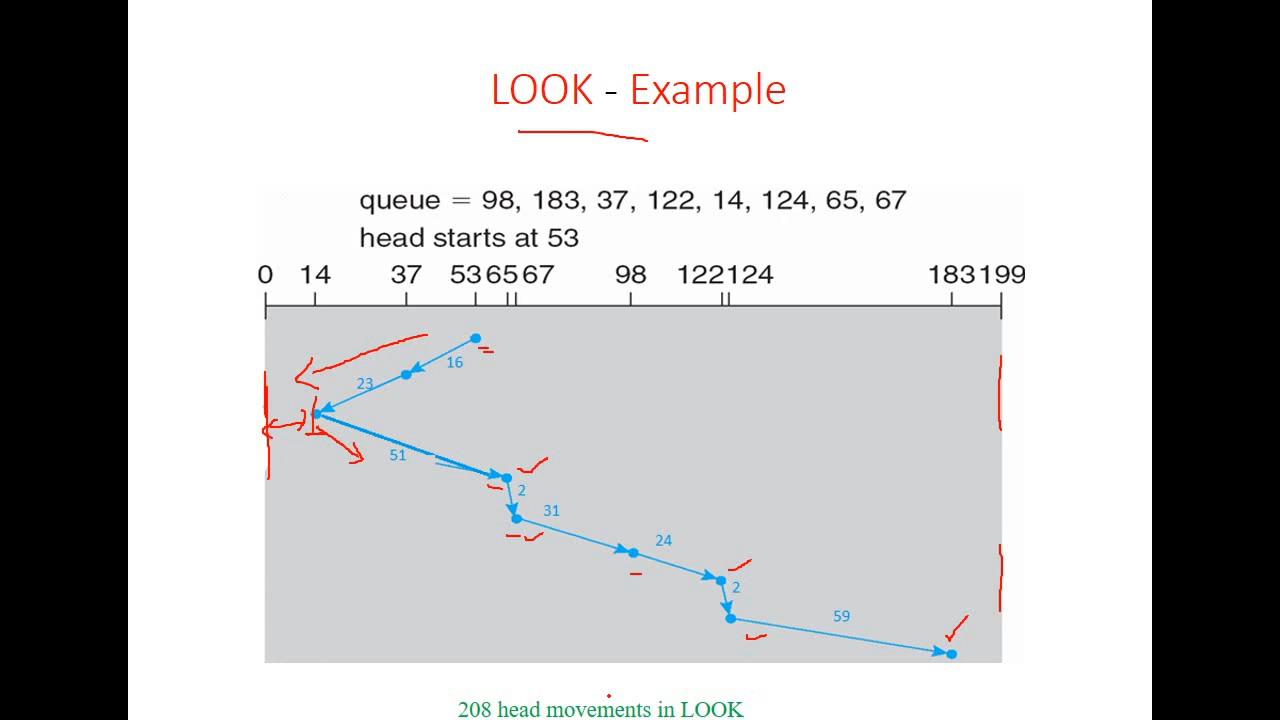 LOOK - Example
queue = 98, 183, 37, 122, 14, 124, 65, 67
head starts at 53
0 14 37 53 65 67 98 122 124 183 199
16
23
51
2
31
24
2
59
208 head movements in LOOK